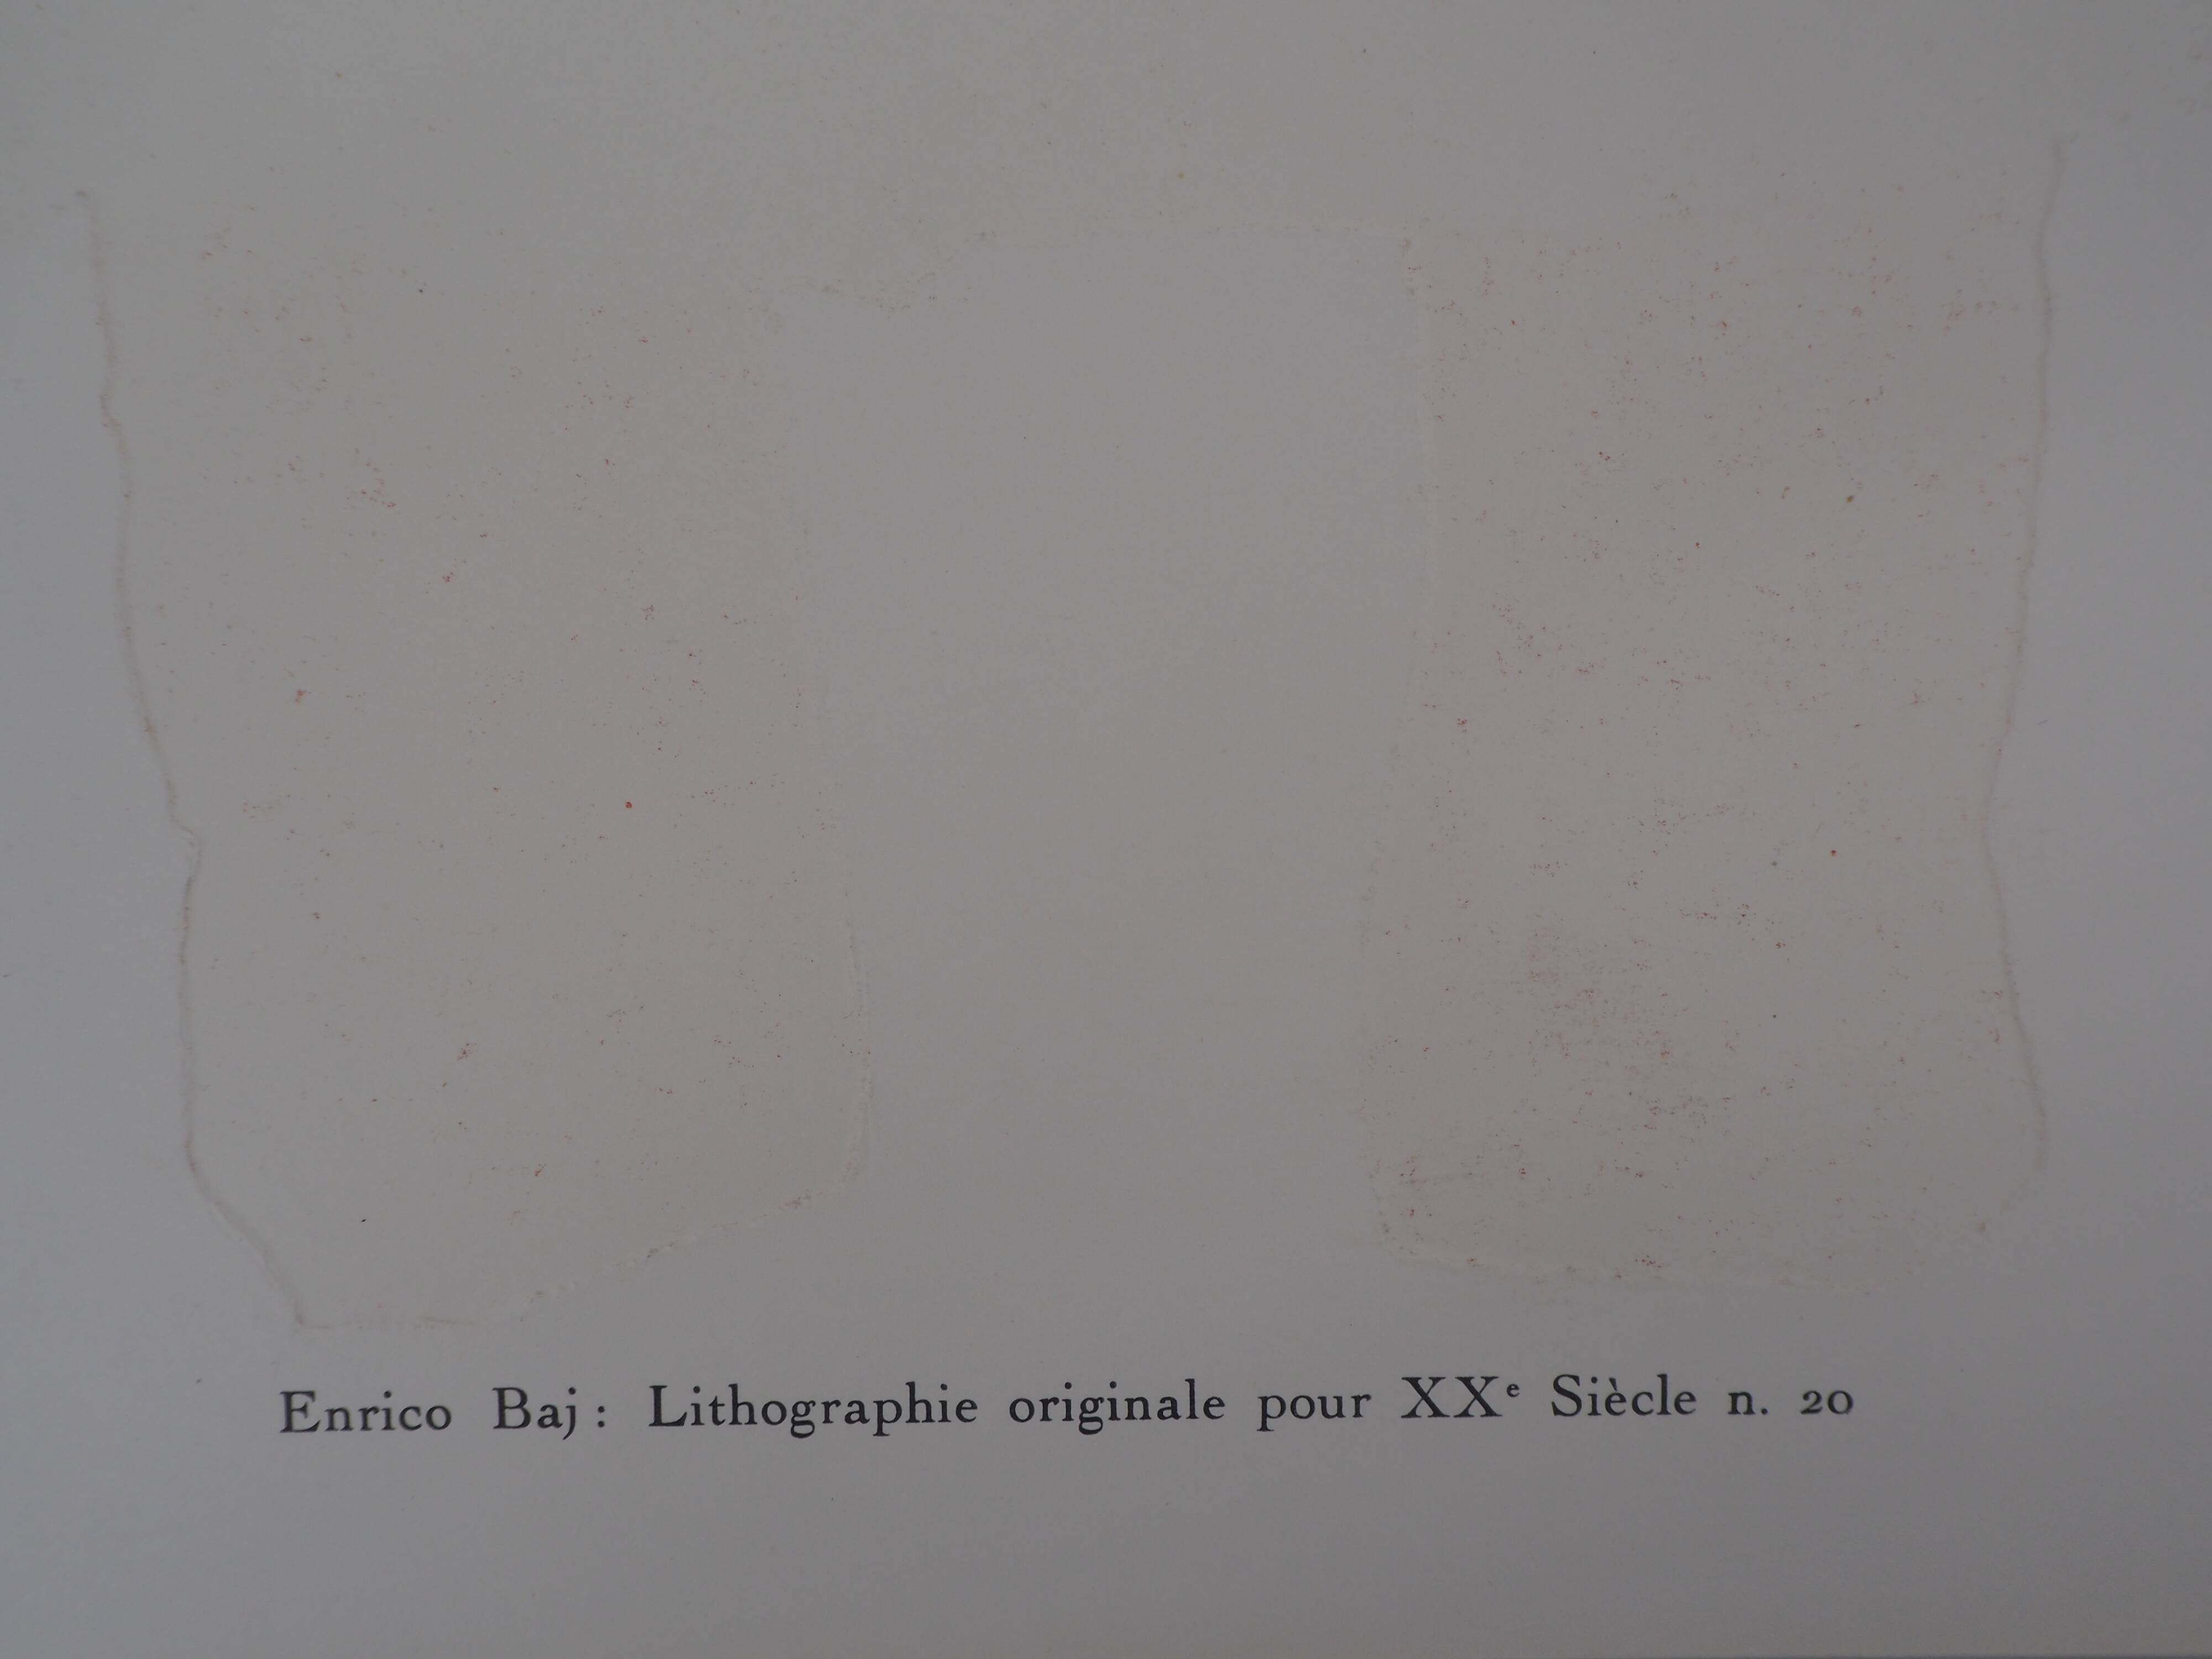 Enrico Baj : Lithographie originale pour XXᵉ Siècle n. 20